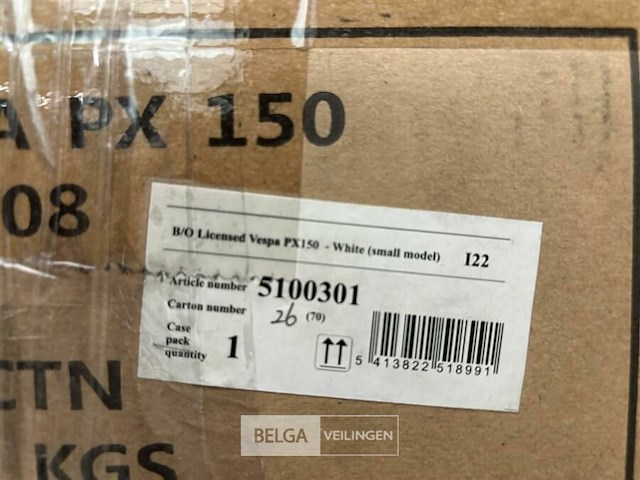 A PX 150
08
B/O Licensed Vespa PX150 - White (small model) I22
Article number 5100301
Carton number 26 (70)
Case pack quantity 1
5 413822 518991
CTN
KGS
BELGA VEILINGEN